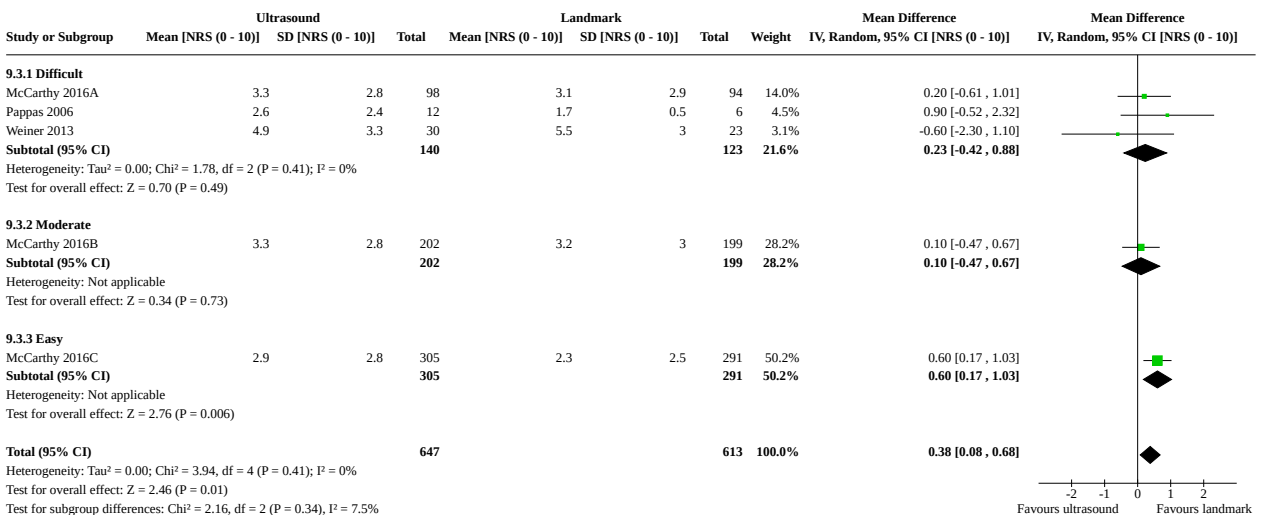 Ultrasound Landmark Mean Difference Mean Difference
Study or Subgroup Mean [NRS (0 - 10)] SD [NRS (0 - 10)] Total Mean [NRS (0 - 10)] SD [NRS (0 - 10)] Total Weight IV, Random, 95% CI [NRS (0 - 10)] IV, Random, 95% CI [NRS (0 - 10)]
9.3.1 Difficult
McCarthy 2016A 3.3 2.8 98 3.1 2.9 94 14.0% 0.20 [-0.61 , 1.01]
Pappas 2006 2.6 2.4 12 1.7 0.5 6 4.5% 0.90 [-0.52 , 2.32]
Weiner 2013 4.9 3.3 30 5.5 3 23 3.1% -0.60 [-2.30 , 1.10]
Subtotal (95% CI) 140 123 21.6% 0.23 [-0.42 , 0.88]
Heterogeneity: Tau² = 0.00; Chi² = 1.78, df = 2 (P = 0.41); I² = 0%
Test for overall effect: Z = 0.70 (P = 0.49)
9.3.2 Moderate
McCarthy 2016B 3.3 2.8 202 3.2 3 199 28.2% 0.10 [-0.47 , 0.67]
Subtotal (95% CI) 202 199 28.2% 0.10 [-0.47 , 0.67]
Heterogeneity: Not applicable
Test for overall effect: Z = 0.34 (P = 0.73)
9.3.3 Easy
McCarthy 2016C 2.9 2.8 305 2.3 2.5 291 50.2% 0.60 [0.17 , 1.03]
Subtotal (95% CI) 305 291 50.2% 0.60 [0.17 , 1.03]
Heterogeneity: Not applicable
Test for overall effect: Z = 2.76 (P = 0.006)
Total (95% CI) 647 613 100.0% 0.38 [0.08 , 0.68]
Heterogeneity: Tau² = 0.00; Chi² = 3.94, df = 4 (P = 0.41); I² = 0%
Test for overall effect: Z = 2.46 (P = 0.01)
-2 -1 0 1 2
Test for subgroup differences: Chi² = 2.16, df = 2 (P = 0.34), I² = 7.5%
Favours ultrasound Favours landmark